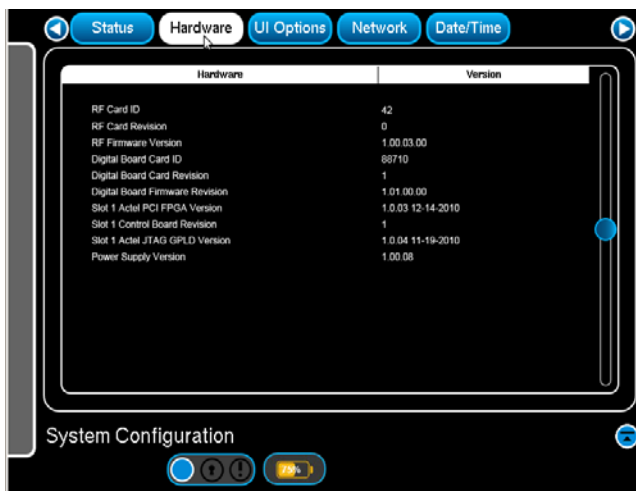 Status Hardware UI Options Network Date/Time
Hardware Version
RF Card ID 42
RF Card Revision 0
RF Firmware Version 1.00.03.00
Digital Board Card ID 88710
Digital Board Card Revision 1
Digital Board Firmware Revision 1.01.00.00
Slot 1 Actel PCI FPGA Version 1.0.03 12-14-2010
Slot 1 Control Board Revision 1
Slot 1 Actel JTAG GPLD Version 1.0.04 11-19-2010
Power Supply Version 1.00.08
System Configuration
75%